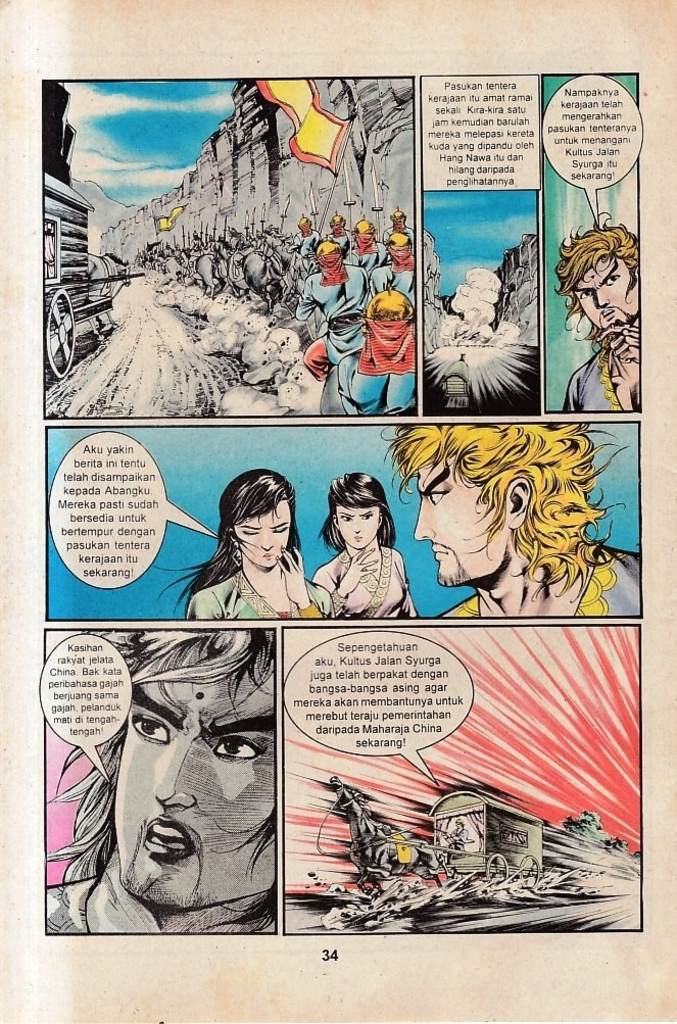 Pasukan tentera
kerajaan itu amat ramai
sekali. Kira-kira satu
jam kemudian barulah
mereka melepasi kereta
kuda yang dipandu oleh
Hang Nawa itu dan
hilang daripada
penglihatannya
Nampaknya
kerajaan telah
mengerahkan
pasukan tenteranya
untuk menangani
Kultus Jalan
Syurga itu
sekarang!
Aku yakin
berita ini tentu
telah disampaikan
kepada Abangku.
Mereka pasti sudah
bersedia untuk
bertempur dengan
pasukan tentera
kerajaan itu
sekarang!
Kasihan
rakyat jelata
China. Bak kata
peribahasa gajah
berjuang sama
gajah, pelanduk
mati di tengah-
tengah!
Sepengetahuan
aku, Kultus Jalan Syurga
juga telah berpakat dengan
bangsa-bangsa asing agar
mereka akan membantunya untuk
merebut teraju pemerintahan
daripada Maharaja China
sekarang!
34